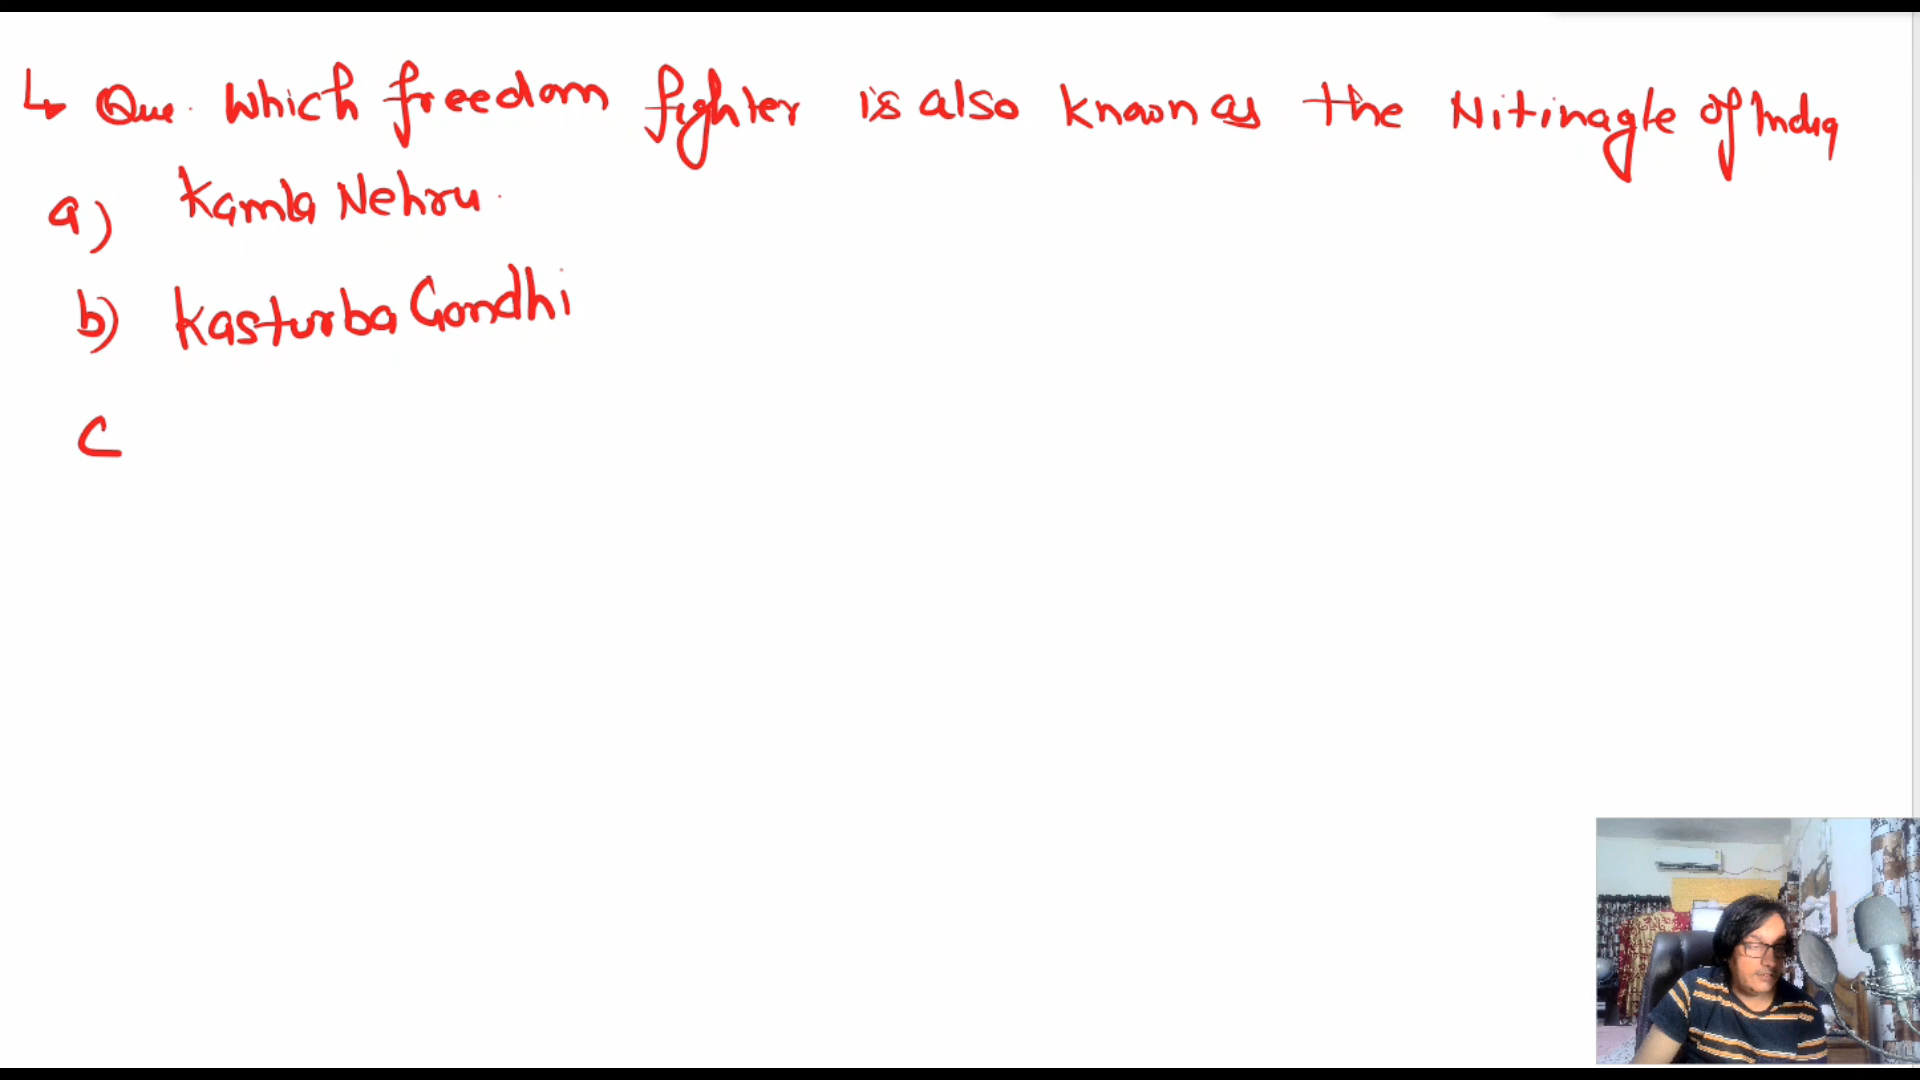 ↳ Que. Which freedom fighter is also known as the Nitinagle of India
a) Kamla Nehru.
b) Kasturba Gandhi
C